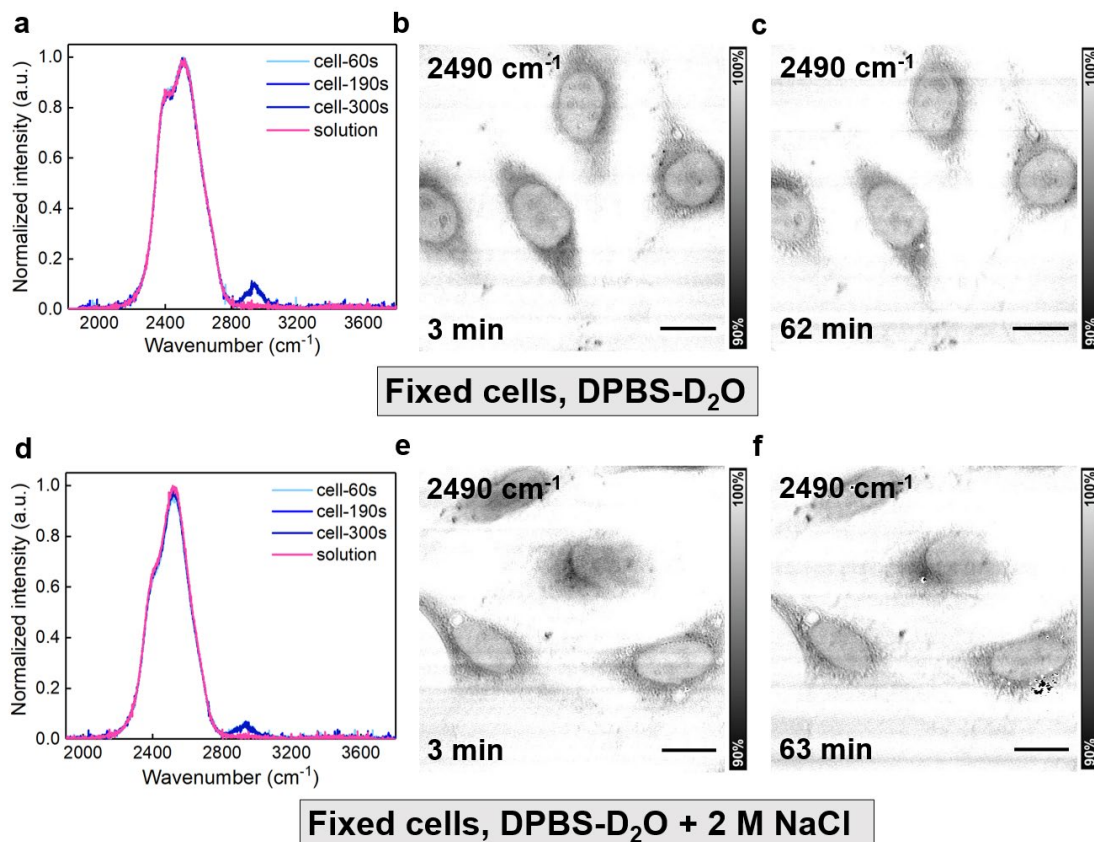 a
Normalized intensity (a.u.)
1.0
0.8
0.6
0.4
0.2
0.0
2000 2400 2800 3200 3600
Wavenumber (cm⁻¹)
cell-60s
cell-190s
cell-300s
solution
b
2490 cm⁻¹
3 min
100%
90%
c
2490 cm⁻¹
62 min
100%
90%
Fixed cells, DPBS-D₂O
d
Normalized intensity (a.u.)
1.0
0.8
0.6
0.4
0.2
0.0
2000 2400 2800 3200 3600
Wavenumber (cm⁻¹)
cell-60s
cell-190s
cell-300s
solution
e
2490 cm⁻¹
3 min
100%
90%
f
2490 cm⁻¹
63 min
100%
90%
Fixed cells, DPBS-D₂O + 2 M NaCl